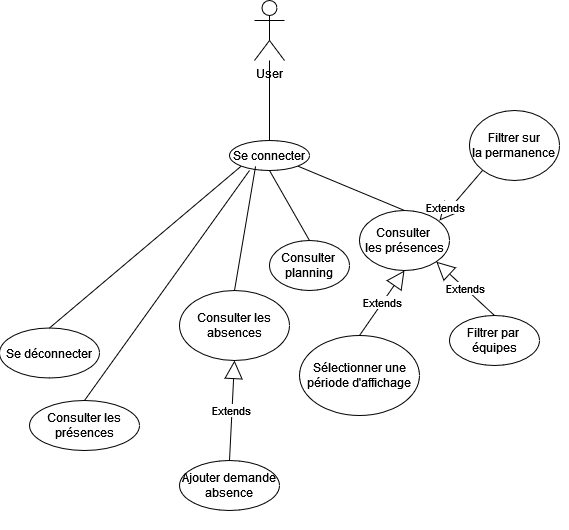 User
Se connecter
Filtrer sur
la permanence
Extends
Consulter
les présences
Consulter
planning
Extends
Extends
Consulter les
absences
Filtrer par
équipes
Se déconnecter
Sélectionner une
période d'affichage
Extends
Consulter les
présences
Ajouter demande
absence